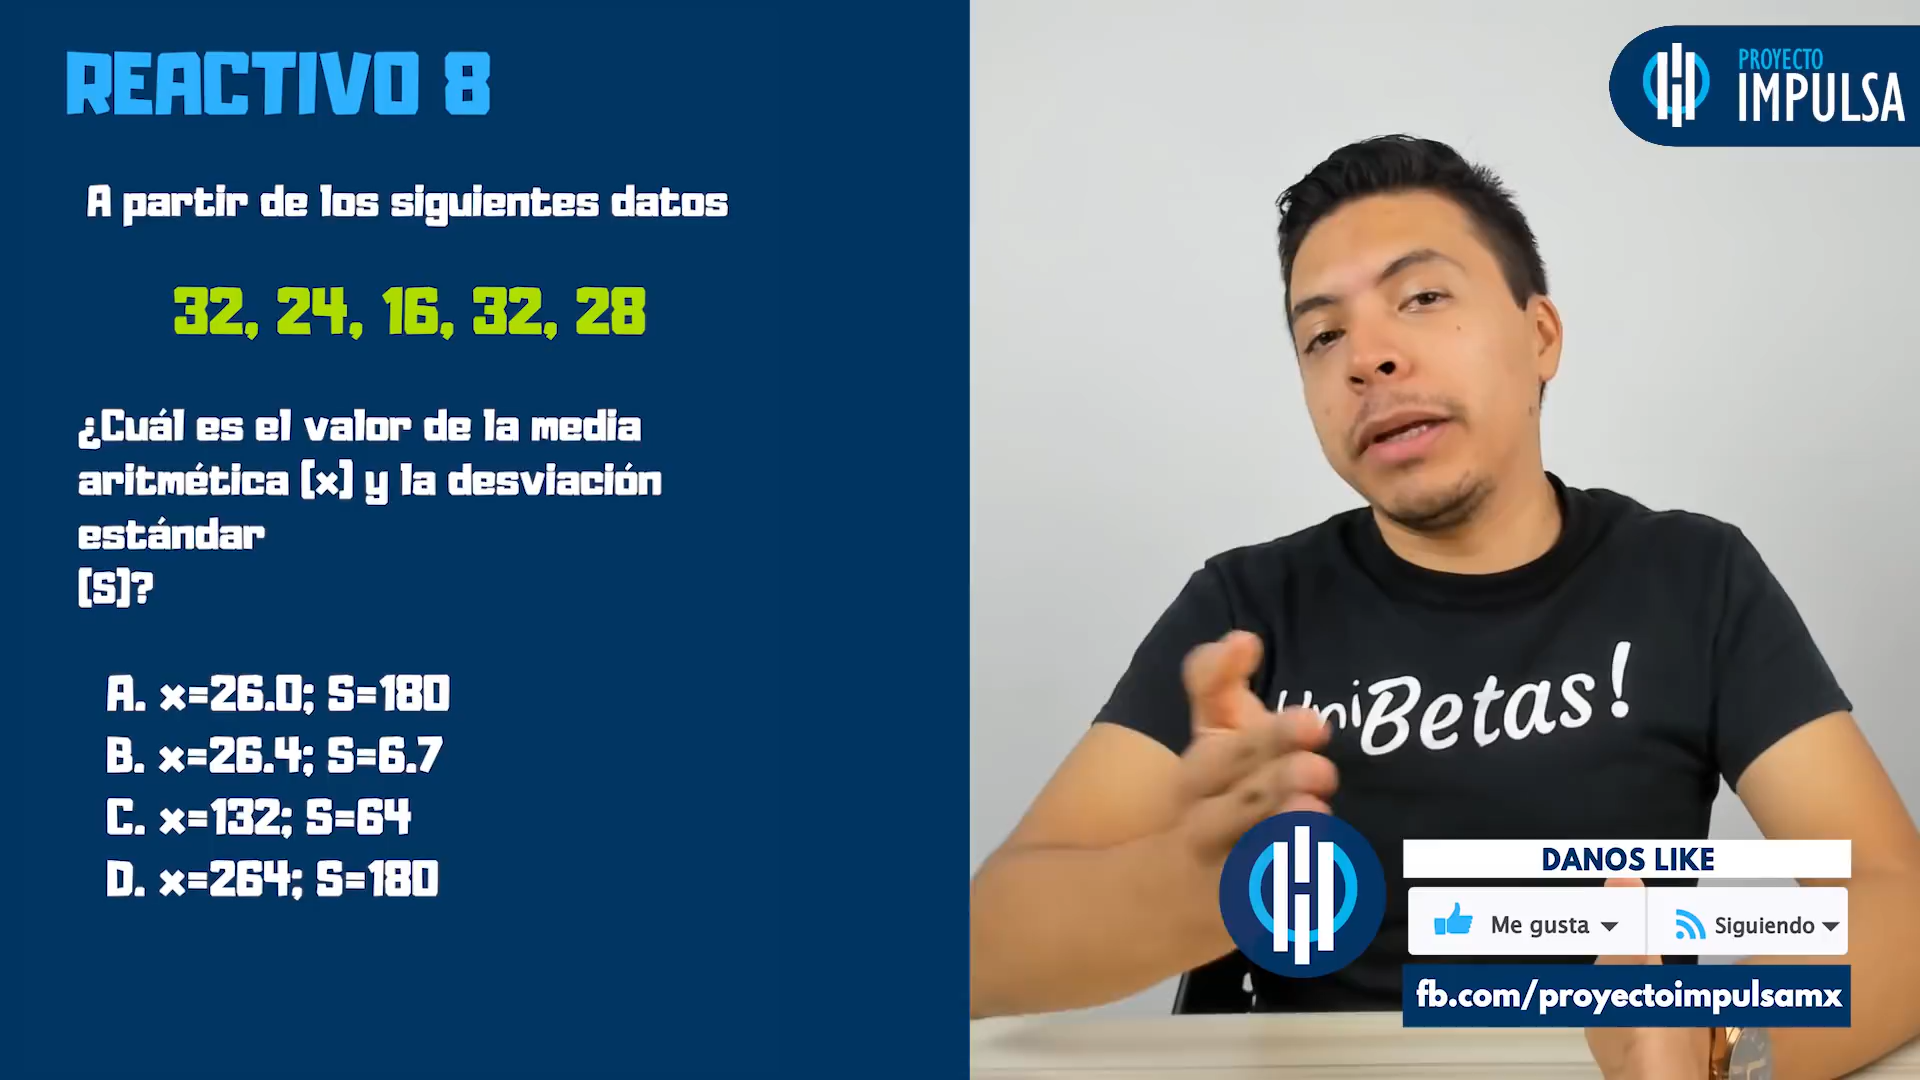 REACTIVO 8
A partir de los siguientes datos
32, 24, 16, 32, 28
¿Cuál es el valor de la media
aritmética (x) y la desviación
estándar
(S)?
A. x=26.0; S=180
B. x=26.4; S=6.7
C. x=132; S=64
D. x=264; S=180
PROYECTO
IMPULSA
UniBetas!
DANOS LIKE
Me gusta
Siguiendo
fb.com/proyectoimpulsamx